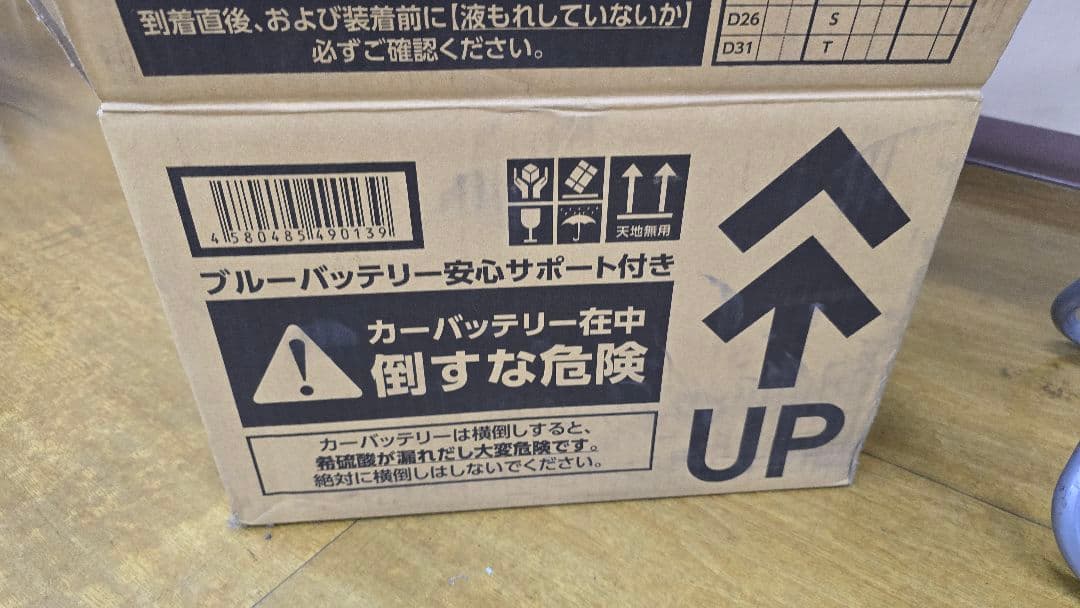 到着直後、および装着前に【液もれしていないか】
必ずご確認ください。
D26 S
D31 T
4580485490139
天地無用
ブルーバッテリー安心サポート付き
カーバッテリー在中
倒すな危険
カーバッテリーは横倒しすると、
希硫酸が漏れだし大変危険です。
絶対に横倒しはしないでください。
UP